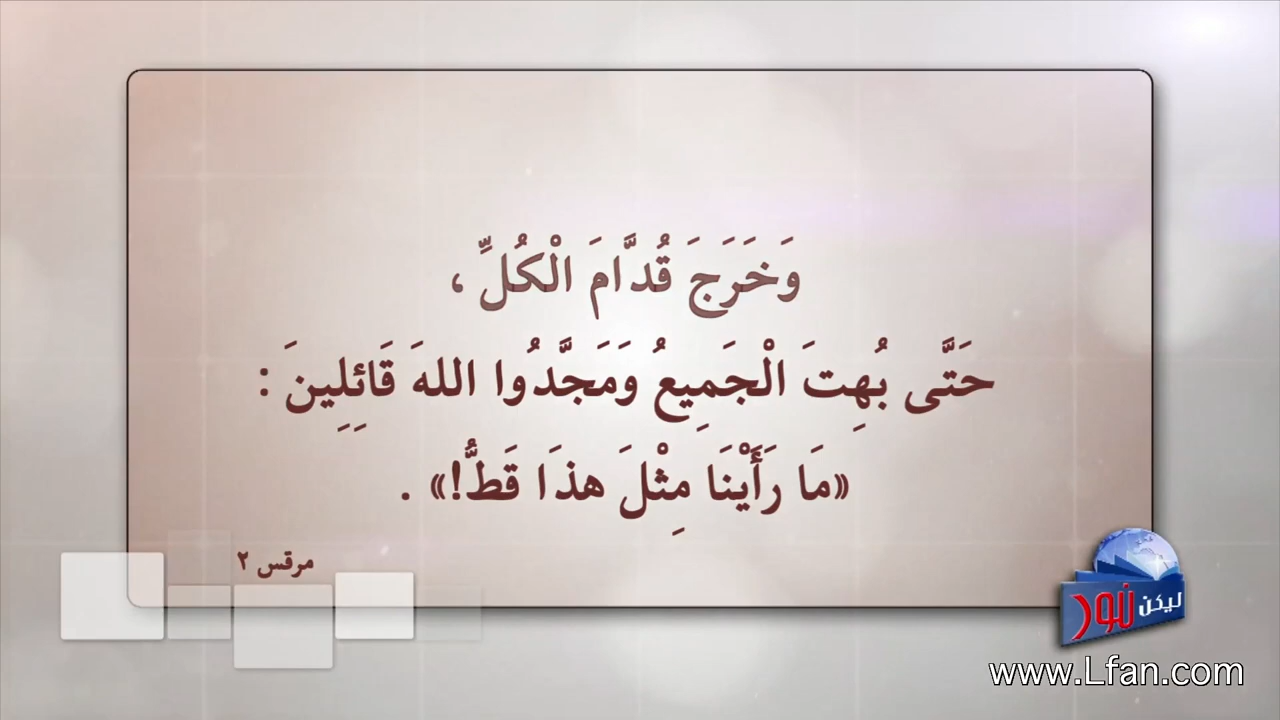 وَخَرَجَ قُدَّامَ الْكُلِّ ،
حَتَّى بُهِتَ الْجَمِيعُ وَمَجَّدُوا اللهَ قَائِلِينَ :
«مَا رَأَيْنَا مِثْلَ هذَا قَطُّ!» .
مرقس ٢
ليكن نور
www.Lfan.com